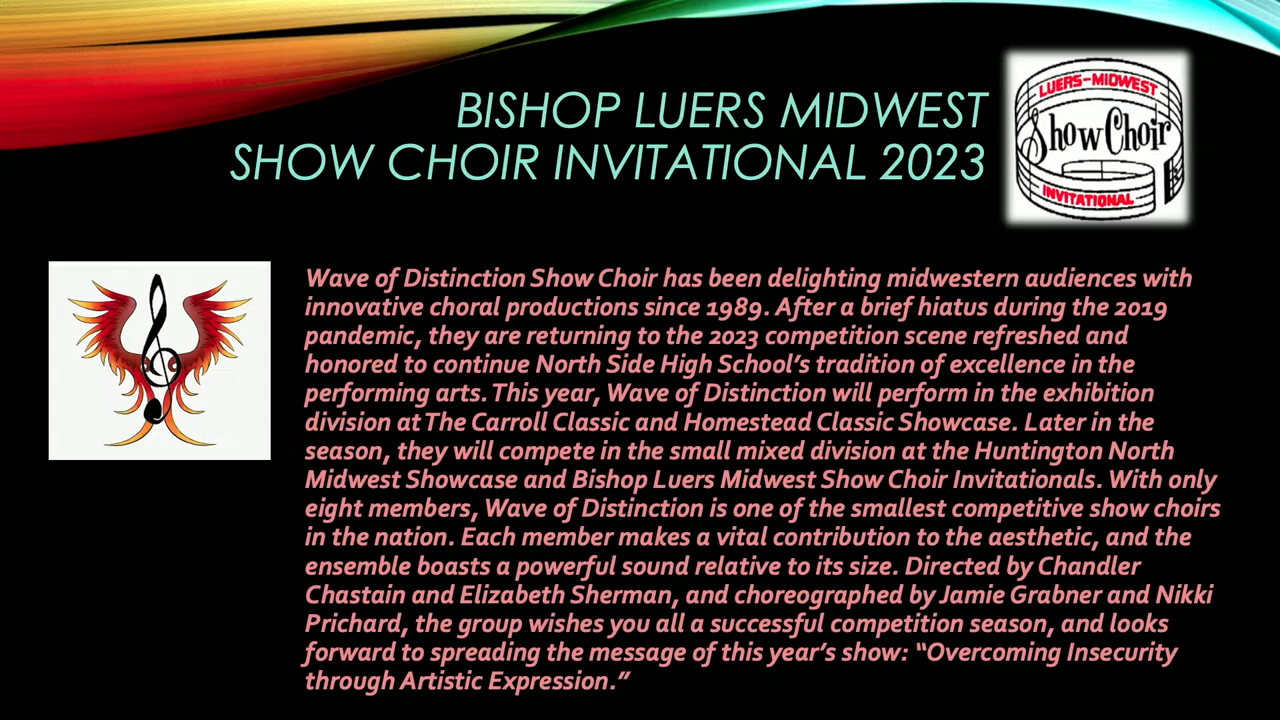 BISHOP LUERS MIDWEST
SHOW CHOIR INVITATIONAL 2023
LUERS-MIDWEST
Show Choir
INVITATIONAL
Wave of Distinction Show Choir has been delighting midwestern audiences with
innovative choral productions since 1989. After a brief hiatus during the 2019
pandemic, they are returning to the 2023 competition scene refreshed and
honored to continue North Side High School’s tradition of excellence in the
performing arts. This year, Wave of Distinction will perform in the exhibition
division at The Carroll Classic and Homestead Classic Showcase. Later in the
season, they will compete in the small mixed division at the Huntington North
Midwest Showcase and Bishop Luers Midwest Show Choir Invitationals. With only
eight members, Wave of Distinction is one of the smallest competitive show choirs
in the nation. Each member makes a vital contribution to the aesthetic, and the
ensemble boasts a powerful sound relative to its size. Directed by Chandler
Chastain and Elizabeth Sherman, and choreographed by Jamie Grabner and Nikki
Prichard, the group wishes you all a successful competition season, and looks
forward to spreading the message of this year’s show: “Overcoming Insecurity
through Artistic Expression.”